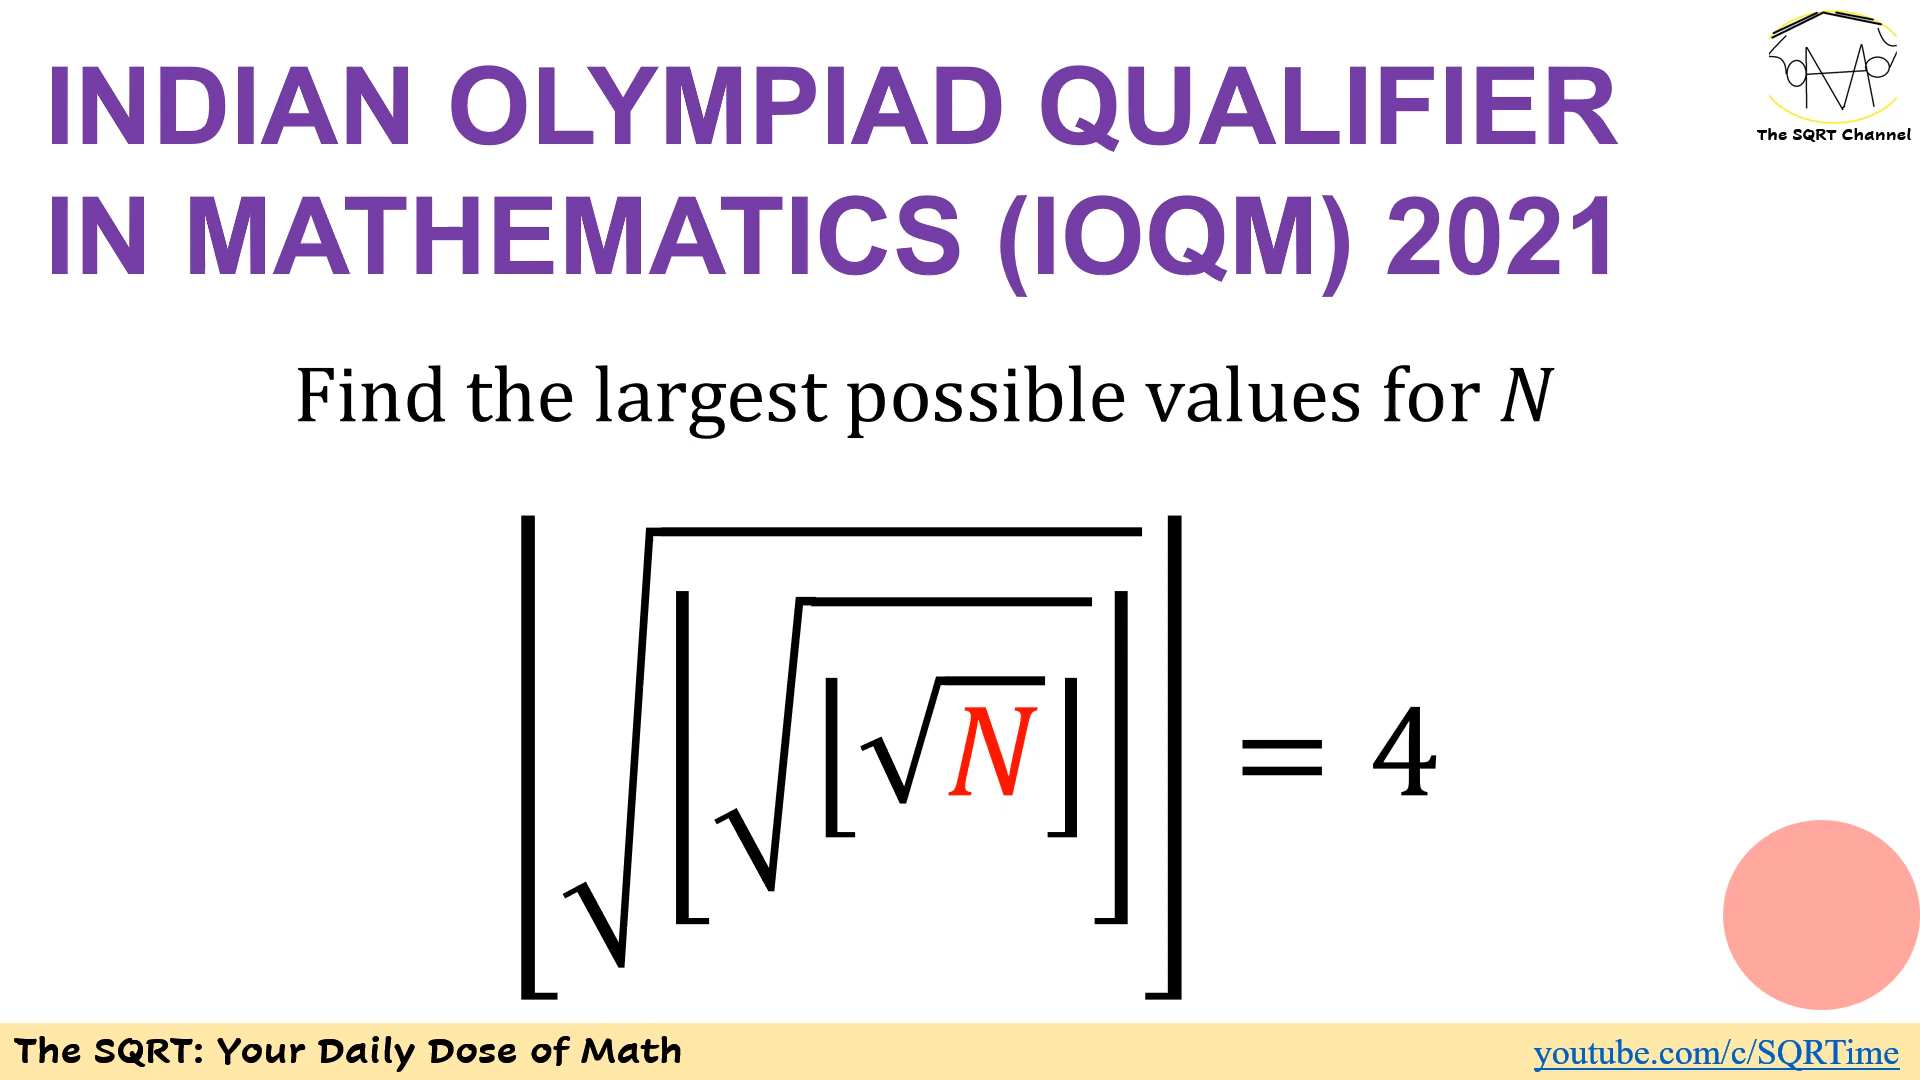 INDIAN OLYMPIAD QUALIFIER
The SQRT Channel
IN MATHEMATICS (IOQM) 2021
Find the largest possible values for N
⌊√⌊√⌊√N⌋⌋⌋ = 4
The SQRT: Your Daily Dose of Math
youtube.com/c/SQRTime